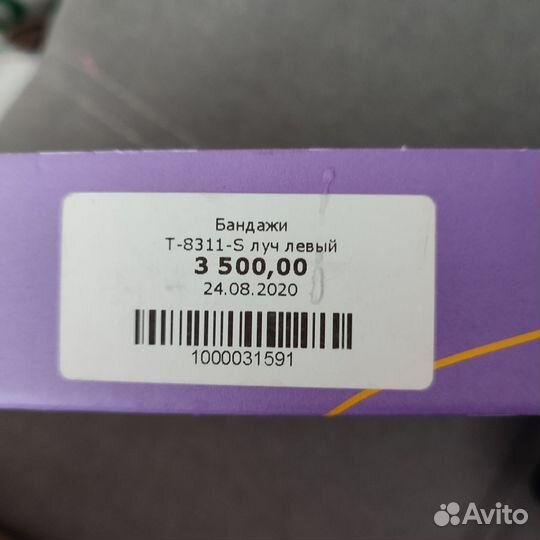 Бандажи
Т-8311-S луч левый
3 500,00
24.08.2020
1000031591
Avito